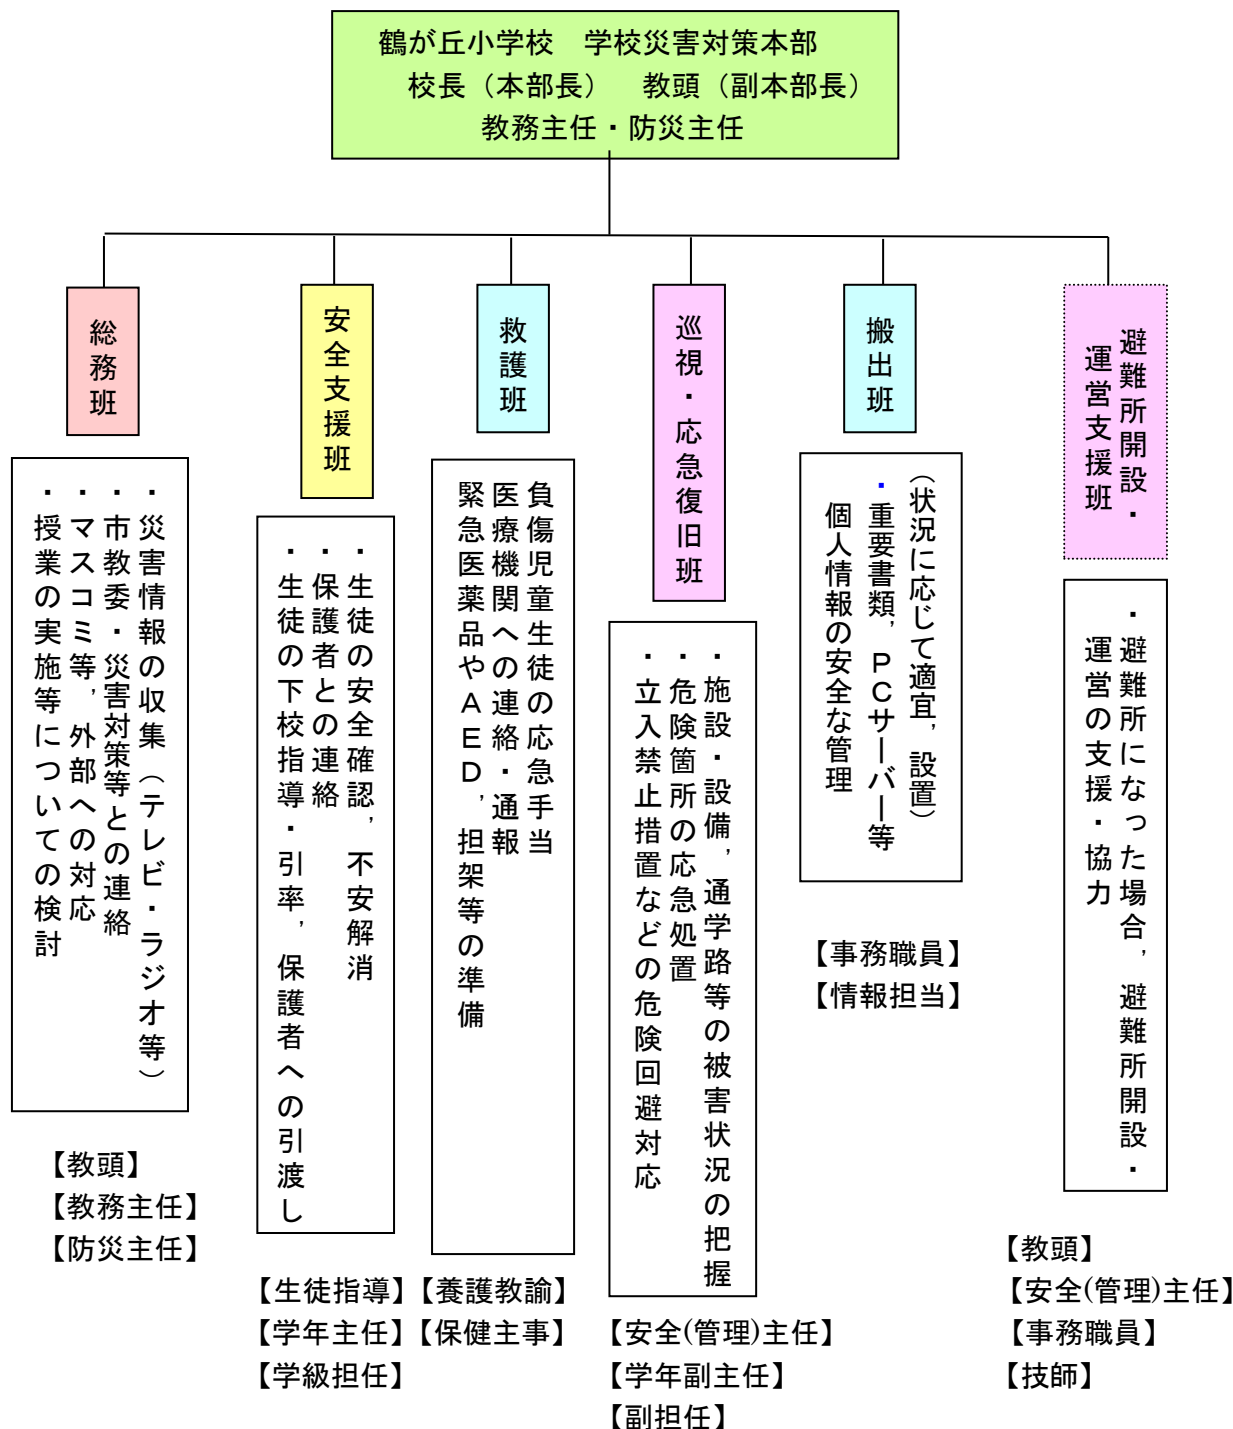 鶴が丘小学校　学校災害対策本部
校長（本部長）　教頭（副本部長）
教務主任・防災主任
総務班
・災害情報の収集（テレビ・ラジオ等）
・市教委・災害対策等との連絡
・マスコミ等，外部への対応
・授業の実施等についての検討
【教頭】
【教務主任】
【防災主任】
安全支援班
・生徒の安全確認，不安解消
・保護者との連絡
・生徒の下校指導・引率，保護者への引渡し
【生徒指導】
【学年主任】
【学級担任】
救護班
負傷児童生徒の応急手当
医療機関への連絡・通報
緊急医薬品やＡＥＤ，担架等の準備
【養護教諭】
【保健主事】
巡視・応急復旧班
・施設・設備，通学路等の被害状況の把握
・危険箇所の応急処置
・立入禁止措置などの危険回避対応
【安全(管理)主任】
【学年副主任】
【副担任】
搬出班
（状況に応じて適宜，設置）
・重要書類，ＰＣサーバー等
個人情報の安全な管理
【事務職員】
【情報担当】
避難所開設・
運営支援班
・避難所になった場合，避難所開設・
運営の支援・協力
【教頭】
【安全(管理)主任】
【事務職員】
【技師】